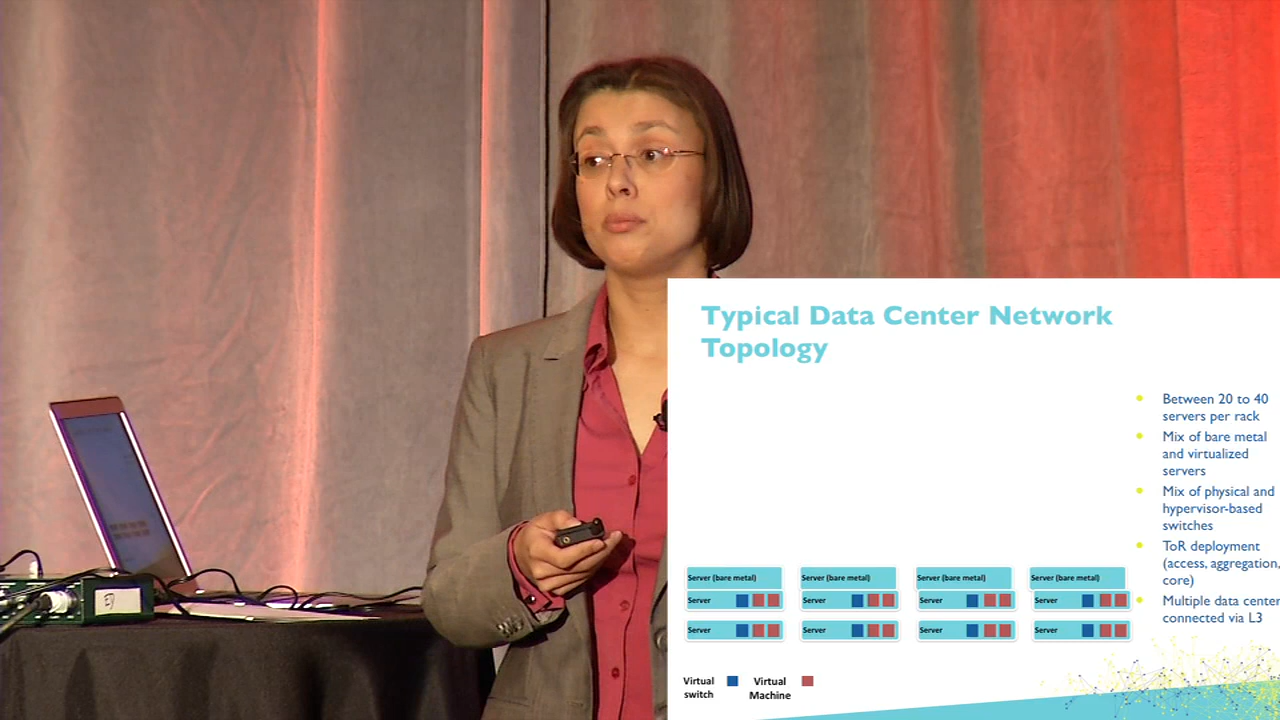 Typical Data Center Network
Topology
Between 20 to 40
servers per rack
Mix of bare metal
and virtualized
servers
Mix of physical and
hypervisor-based
switches
ToR deployment
(access, aggregation,
core)
Multiple data center
connected via L3
Server (bare metal)
Server (bare metal)
Server (bare metal)
Server (bare metal)
Server
Server
Server
Server
Server
Server
Server
Server
Virtual
switch
Virtual
Machine